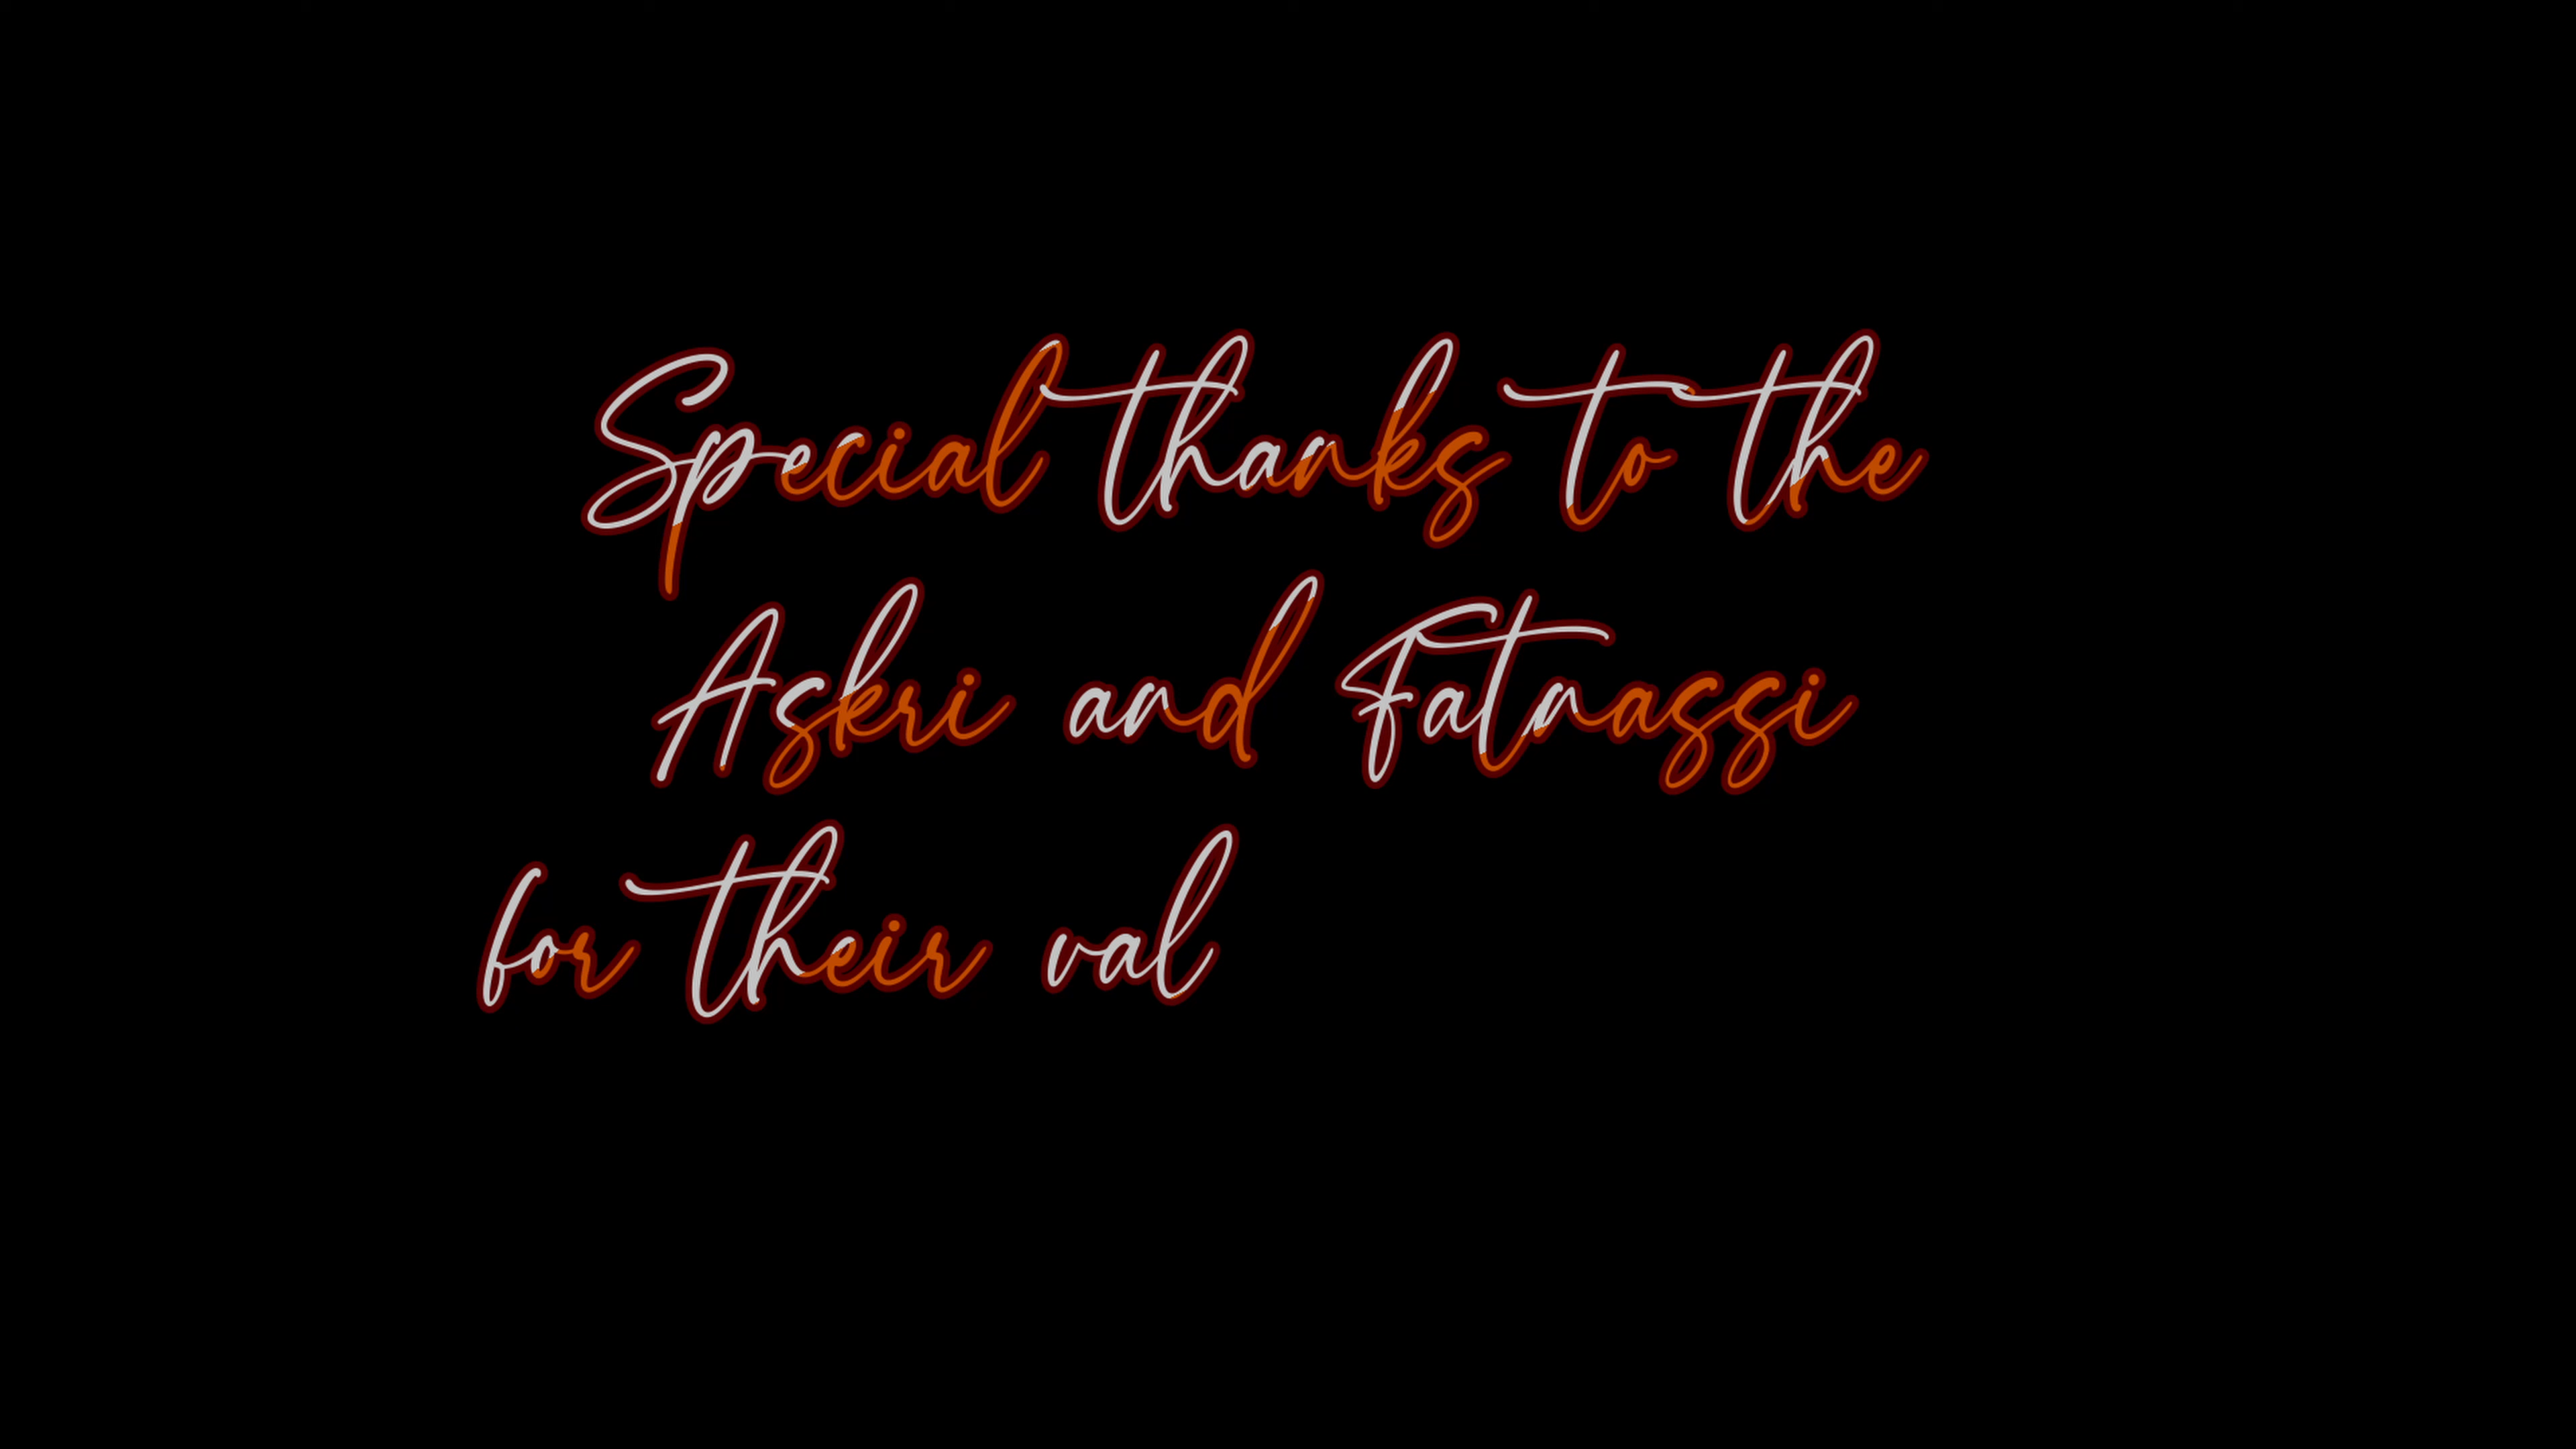 Special thanks to the
Askri and Fatnassi
for their val